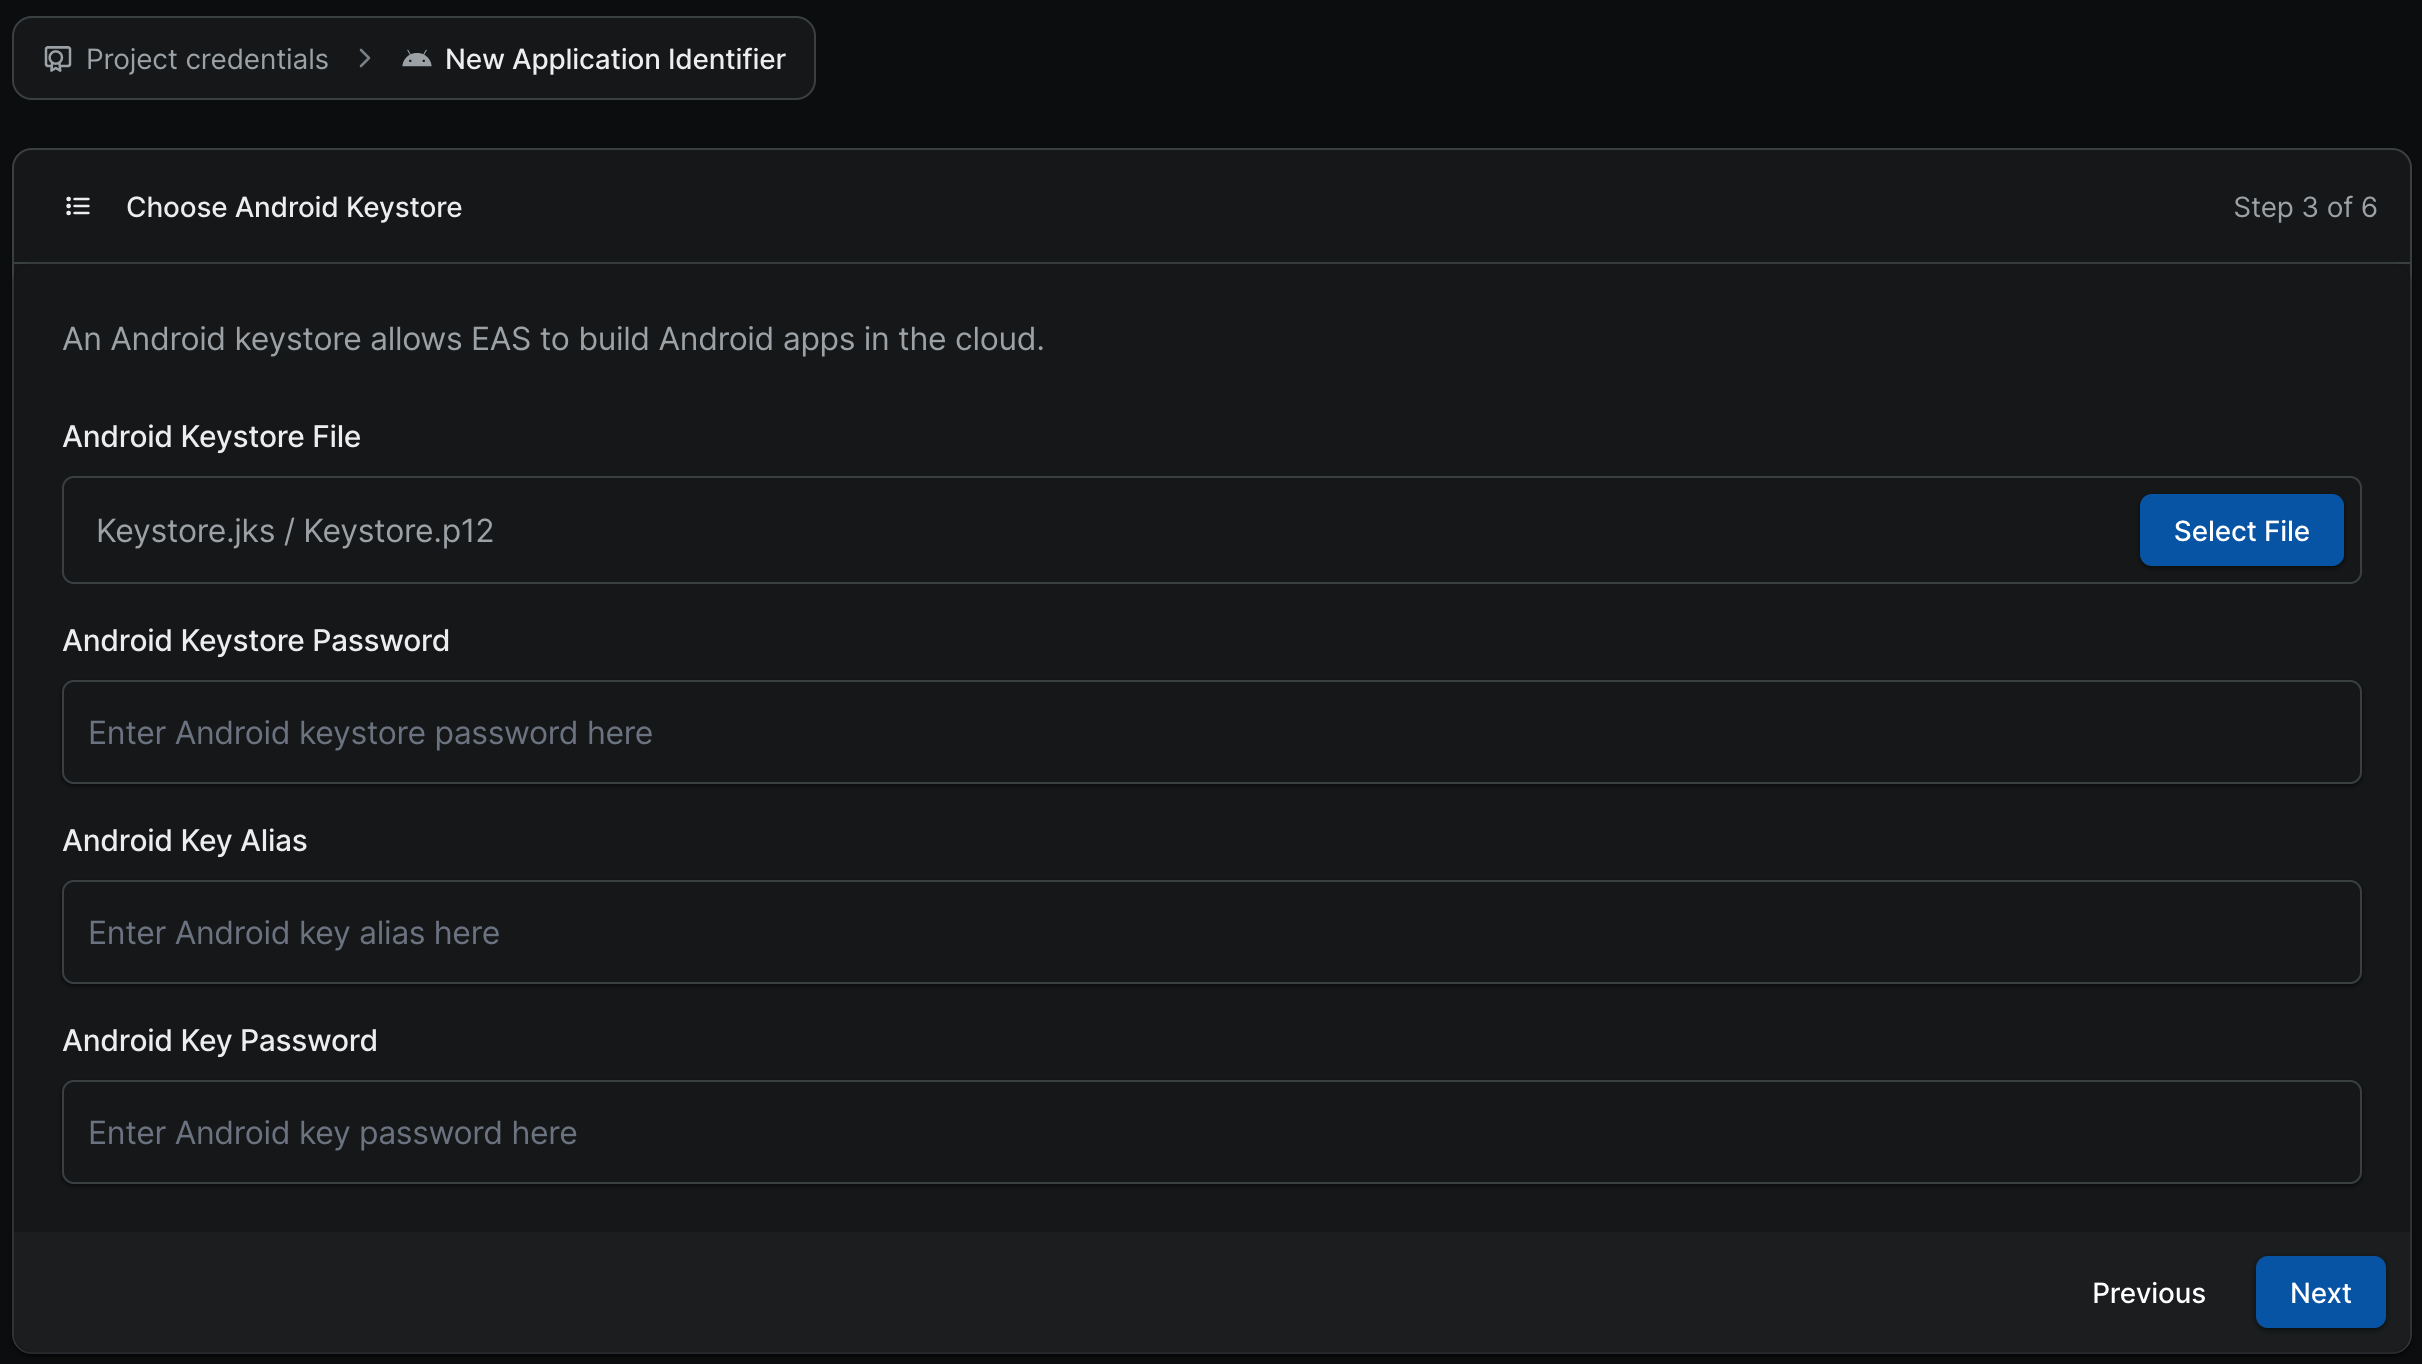 Project credentials > New Application Identifier
Choose Android Keystore
Step 3 of 6
An Android keystore allows EAS to build Android apps in the cloud.
Android Keystore File
Keystore.jks / Keystore.p12
Select File
Android Keystore Password
Enter Android keystore password here
Android Key Alias
Enter Android key alias here
Android Key Password
Enter Android key password here
Previous
Next